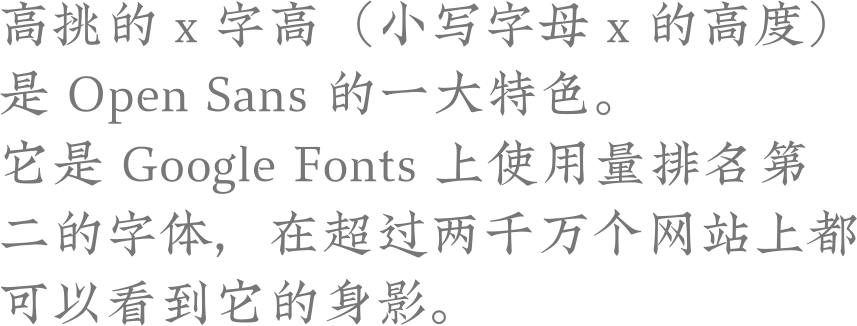 高挑的 x 字高（小写字母 x 的高度）
是 Open Sans 的一大特色。
它是 Google Fonts 上使用量排名第
二的字体，在超过两千万个网站上都
可以看到它的身影。